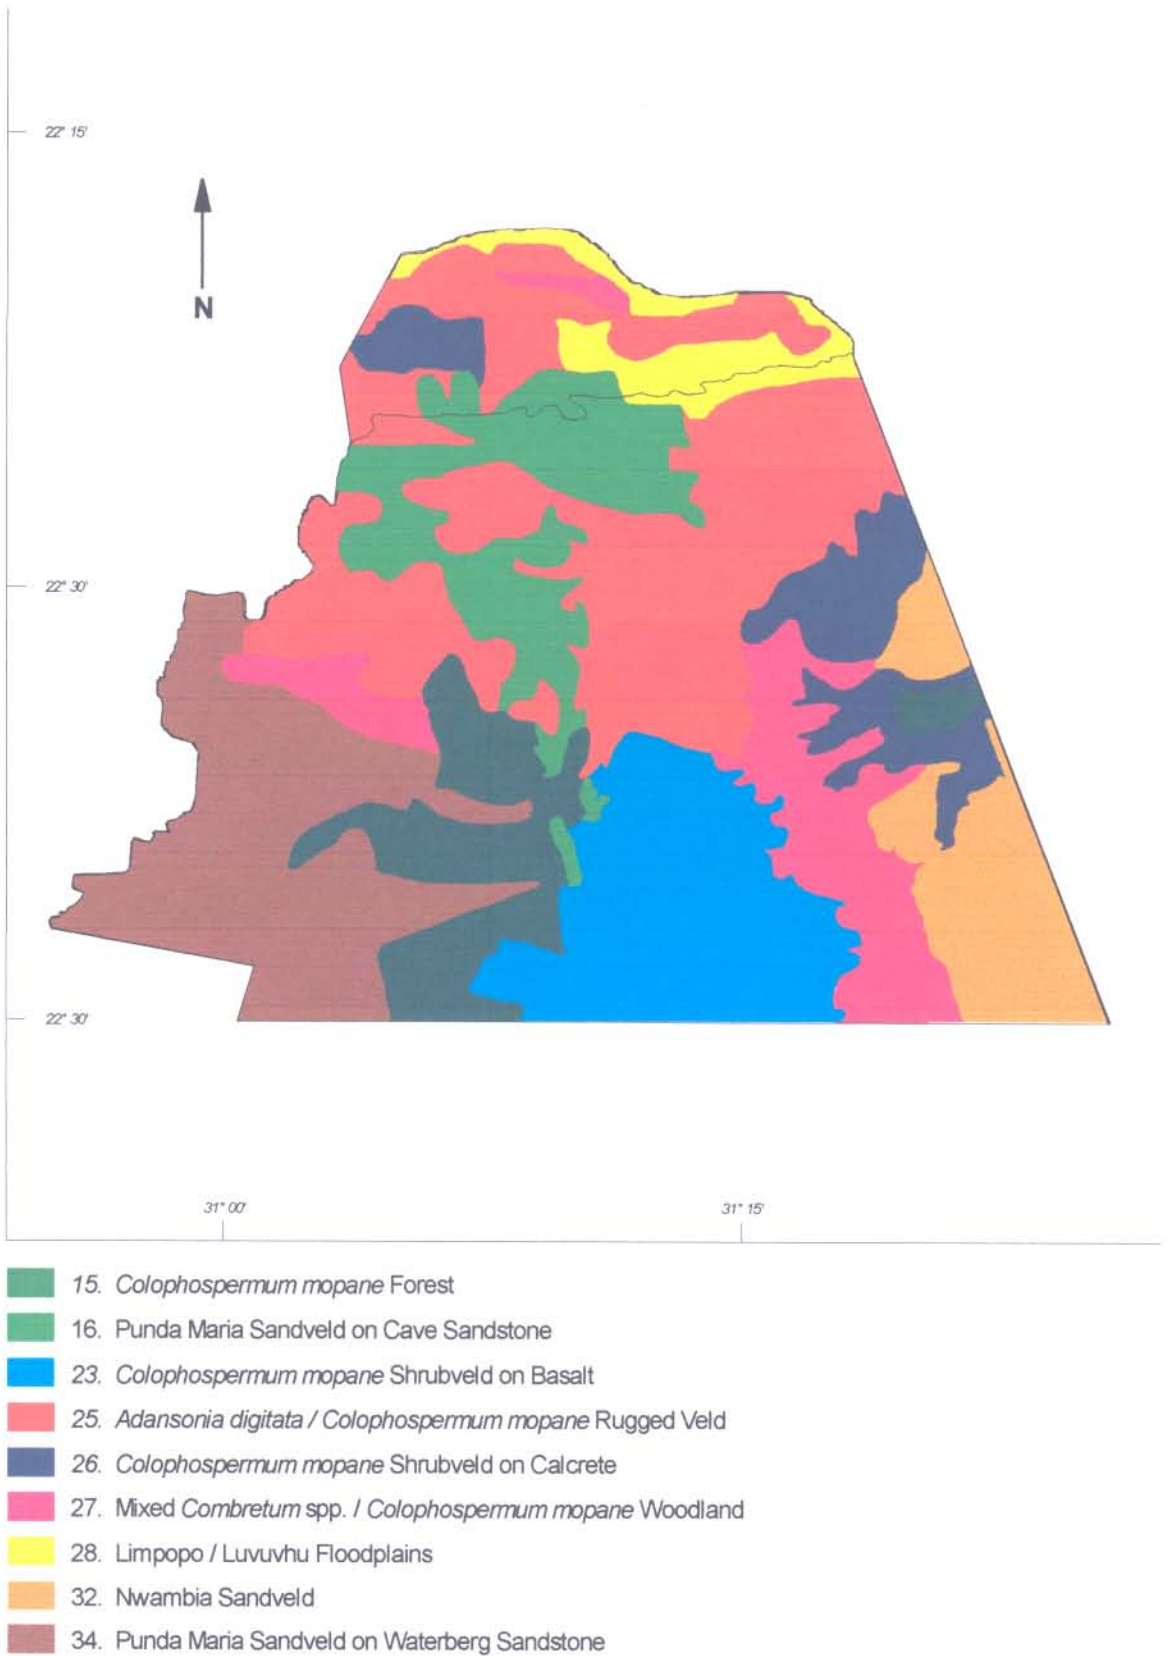 22° 15'
N
22° 30'
22° 30'
31° 00'
31° 15'
15. Colophospermum mopane Forest
16. Punda Maria Sandveld on Cave Sandstone
23. Colophospermum mopane Shrubveld on Basalt
25. Adansonia digitata / Colophospermum mopane Rugged Veld
26. Colophospermum mopane Shrubveld on Calcrete
27. Mixed Combretum spp. / Colophospermum mopane Woodland
28. Limpopo / Luvuvhu Floodplains
32. Nwambia Sandveld
34. Punda Maria Sandveld on Waterberg Sandstone